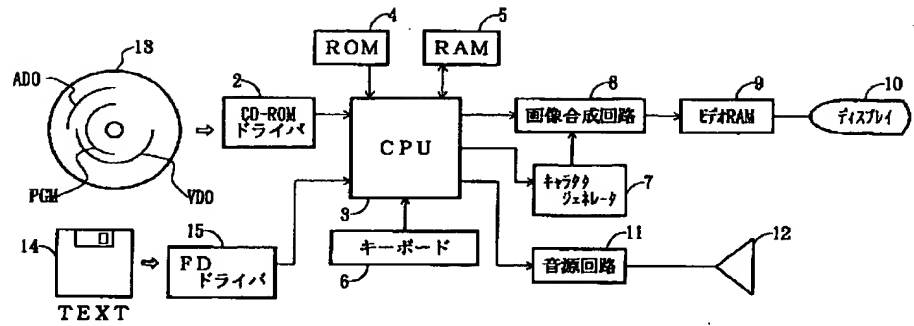 13
ADO
PGM
VDO
2
CD-ROM
ドライバ
4
ROM
5
RAM
CPU
3
8
画像合成回路
9
ビデオRAM
10
ディスプレイ
キャラクタ
ジェネレータ
7
14
TEXT
15
FD
ドライバ
キーボード
6
11
音源回路
12